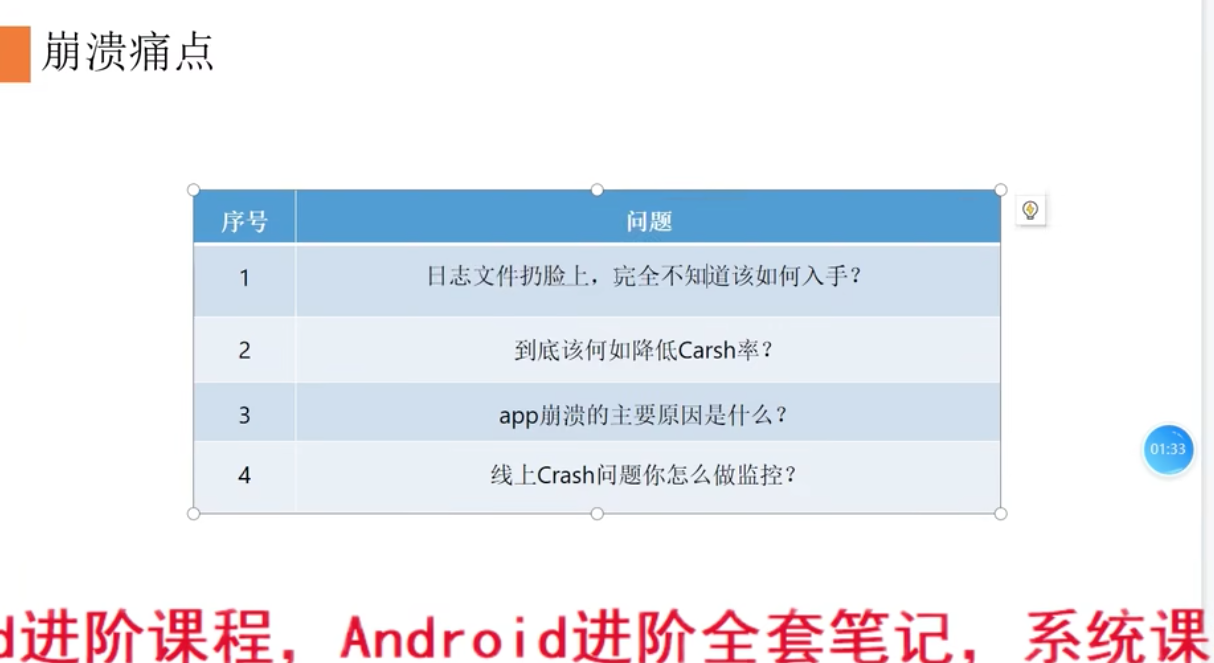 崩溃痛点
序号 问题
1 日志文件扔脸上，完全不知道该如何入手？
2 到底该何如降低Carsh率？
3 app崩溃的主要原因是什么？
4 线上Crash问题你怎么做监控？
01:33
d进阶课程，Android进阶全套笔记，系统课